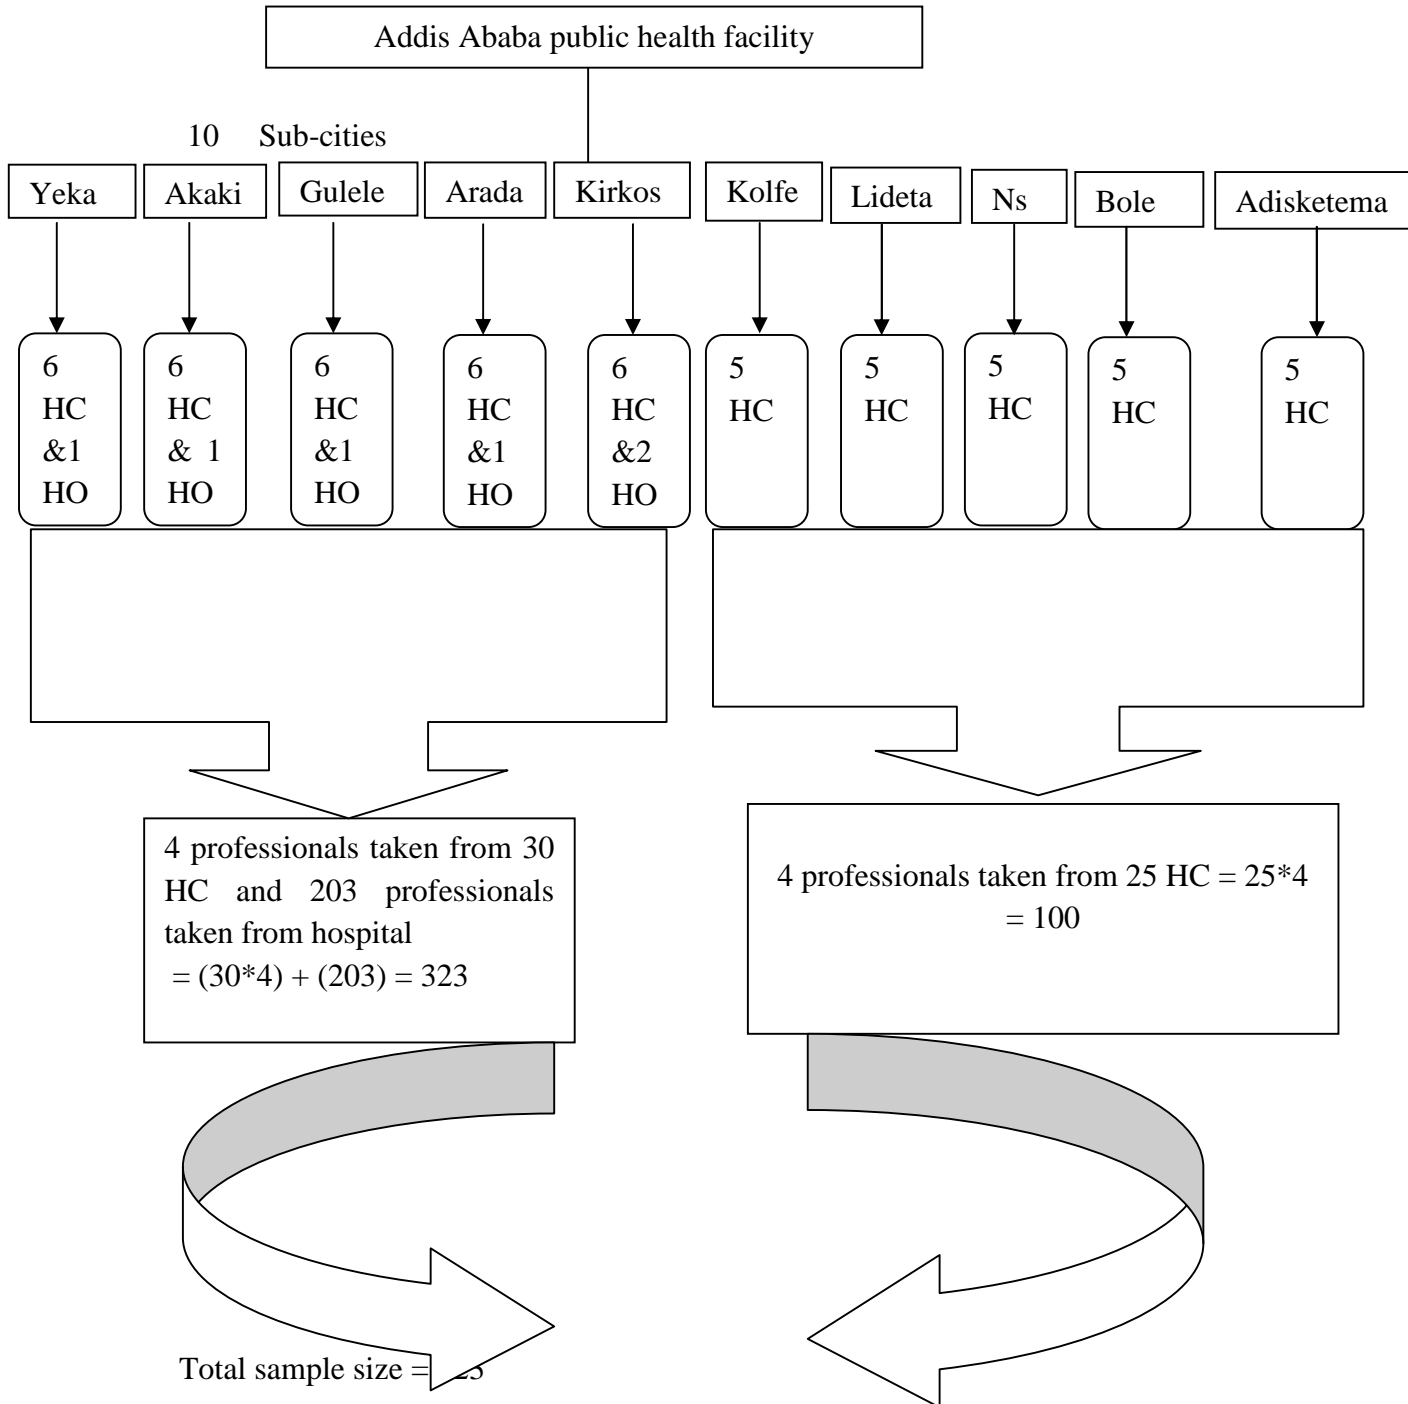 Addis Ababa public health facility
10 Sub-cities
Yeka
Akaki
Gulele
Arada
Kirkos
Kolfe
Lideta
Ns
Bole
Adisketema
6
HC
&1
HO
6
HC
& 1
HO
6
HC
&1
HO
6
HC
&1
HO
6
HC
&2
HO
5
HC
5
HC
5
HC
5
HC
5
HC
4 professionals taken from 30
HC and 203 professionals
taken from hospital
= (30*4) + (203) = 323
4 professionals taken from 25 HC = 25*4
= 100
Total sample size =